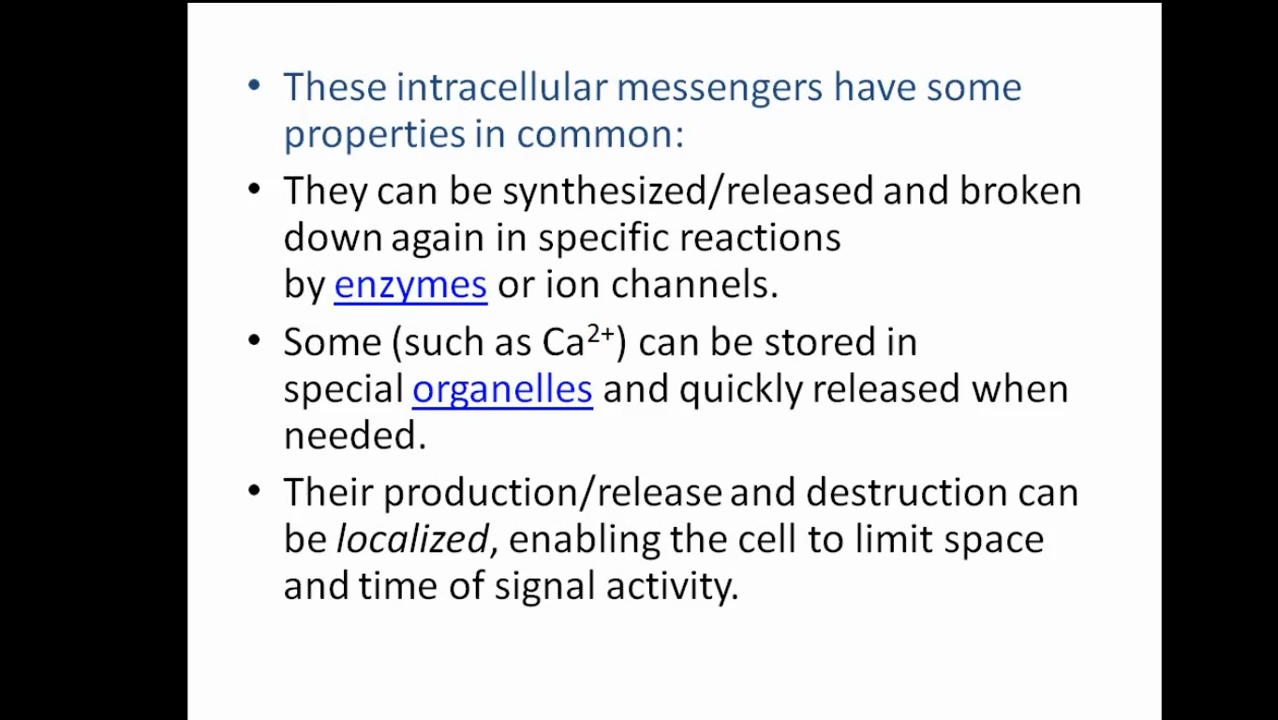 • These intracellular messengers have some
properties in common:
• They can be synthesized/released and broken
down again in specific reactions
by enzymes or ion channels.
• Some (such as Ca²⁺) can be stored in
special organelles and quickly released when
needed.
• Their production/release and destruction can
be localized, enabling the cell to limit space
and time of signal activity.